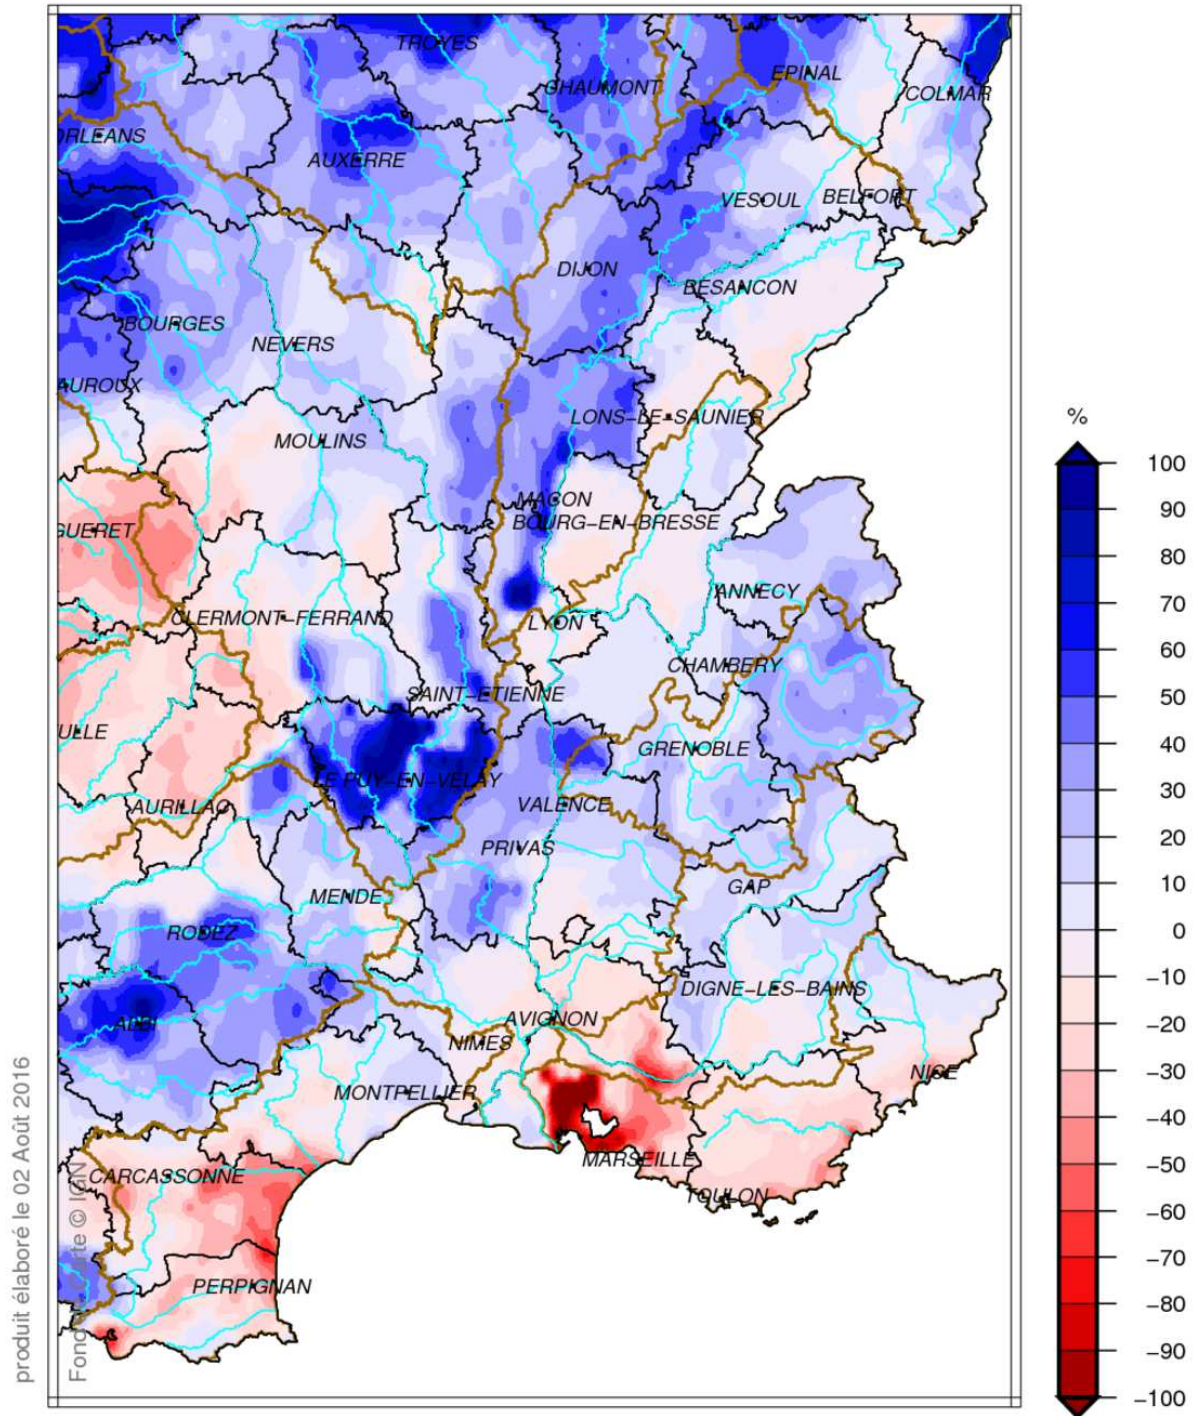 TROYES
CHAUMONT
EPINAL
COLMAR
ORLEANS
AUXERRE
VESOUL
BELFORT
DIJON
BESANCON
BOURGES
NEVERS
AUROUX
LONS-LE-SAUNIER
MOULINS
MACON
BOURG-EN-BRESSE
GUERET
ANNECY
CLERMONT-FERRAND
LYON
CHAMBERY
SAINT-ETIENNE
ULLE
GRENOBLE
LE PUY-EN-VELAY
AURILLAC
VALENCE
PRIVAS
GAP
MENDE
RODEZ
DIGNE-LES-BAINS
ALBI
AVIGNON
NIMES
NICE
MONTPELLIER
MARSEILLE
CARCASSONNE
TOULON
PERPIGNAN
produit élaboré le 02 Août 2016
Fond de carte © IGN
%
100
90
80
70
60
50
40
30
20
10
0
-10
-20
-30
-40
-50
-60
-70
-80
-90
-100